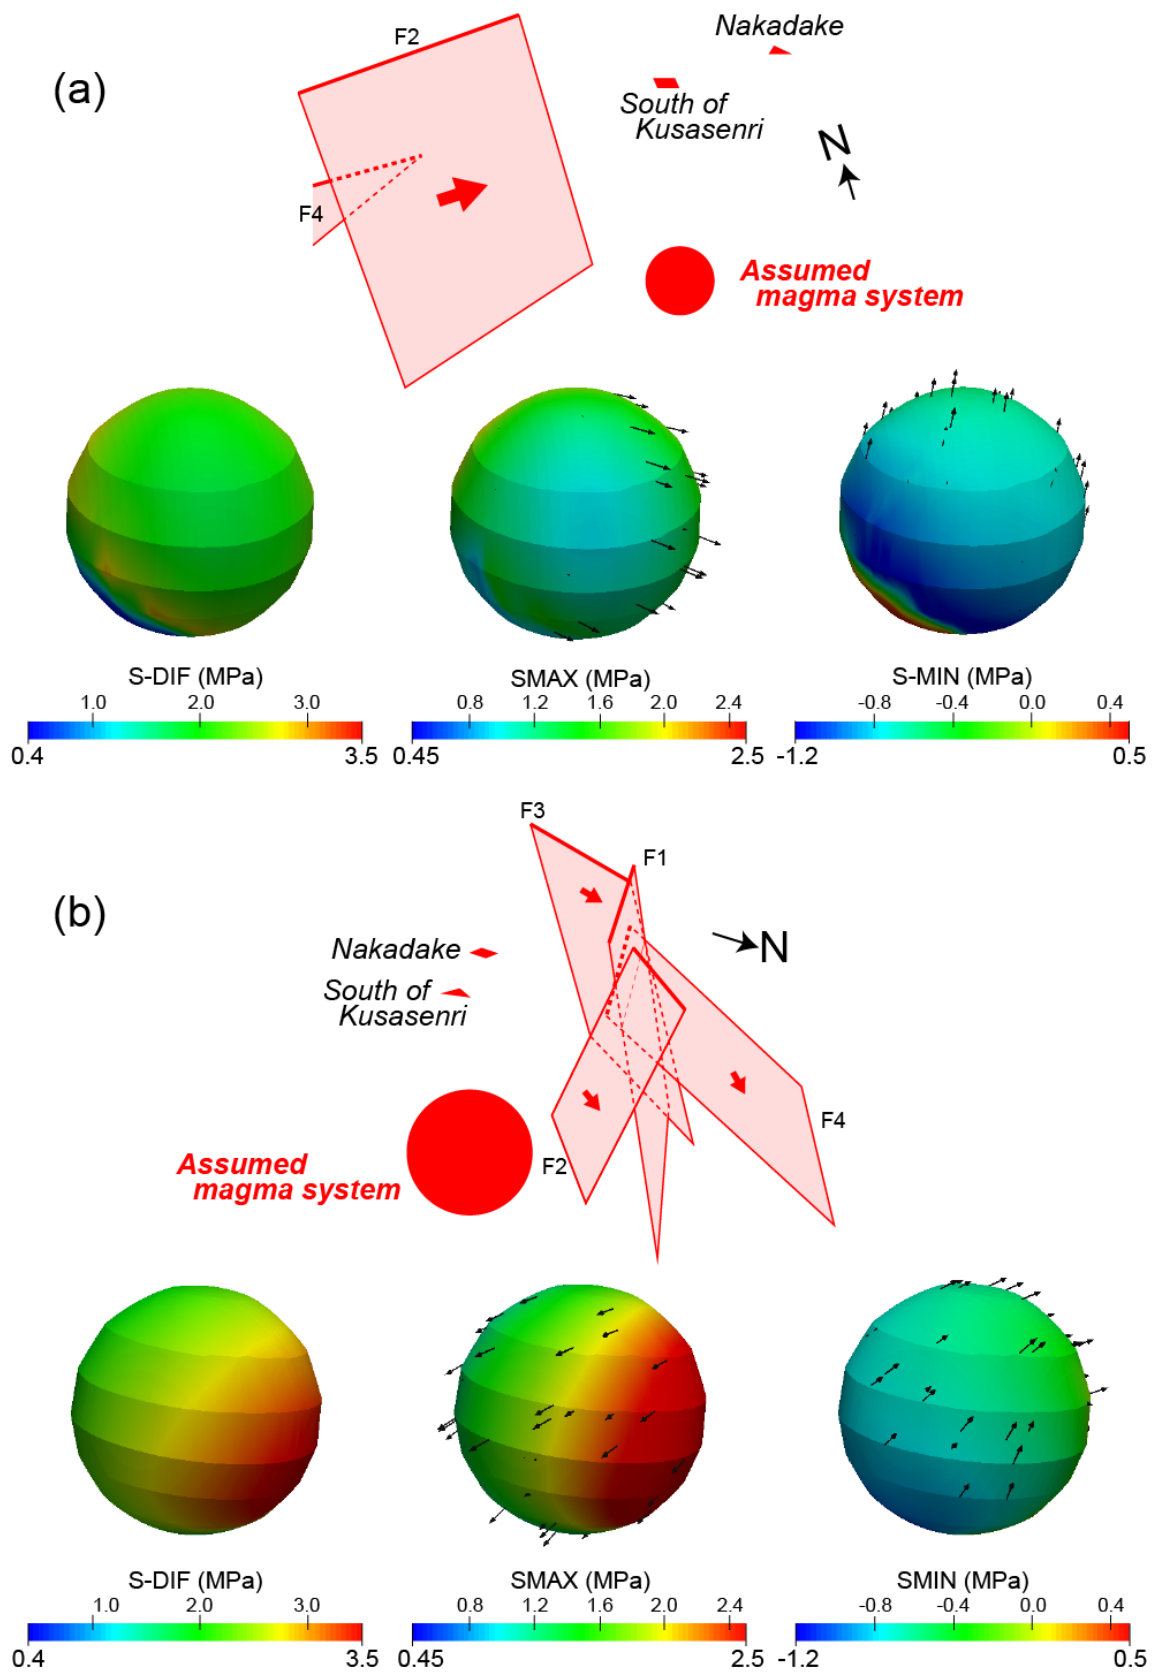 (a)
F2
Nakadake
South of
Kusasenri
N
F4
Assumed
magma system
S-DIF (MPa)
1.0 2.0 3.0
0.4 3.5
SMAX (MPa)
0.8 1.2 1.6 2.0 2.4
0.45 2.5
S-MIN (MPa)
-0.8 -0.4 0.0 0.4
-1.2 0.5
(b)
F3
F1
Nakadake
N
South of
Kusasenri
F4
F2
Assumed
magma system
S-DIF (MPa)
1.0 2.0 3.0
0.4 3.5
SMAX (MPa)
0.8 1.2 1.6 2.0 2.4
0.45 2.5
SMIN (MPa)
-0.8 -0.4 0.0 0.4
-1.2 0.5